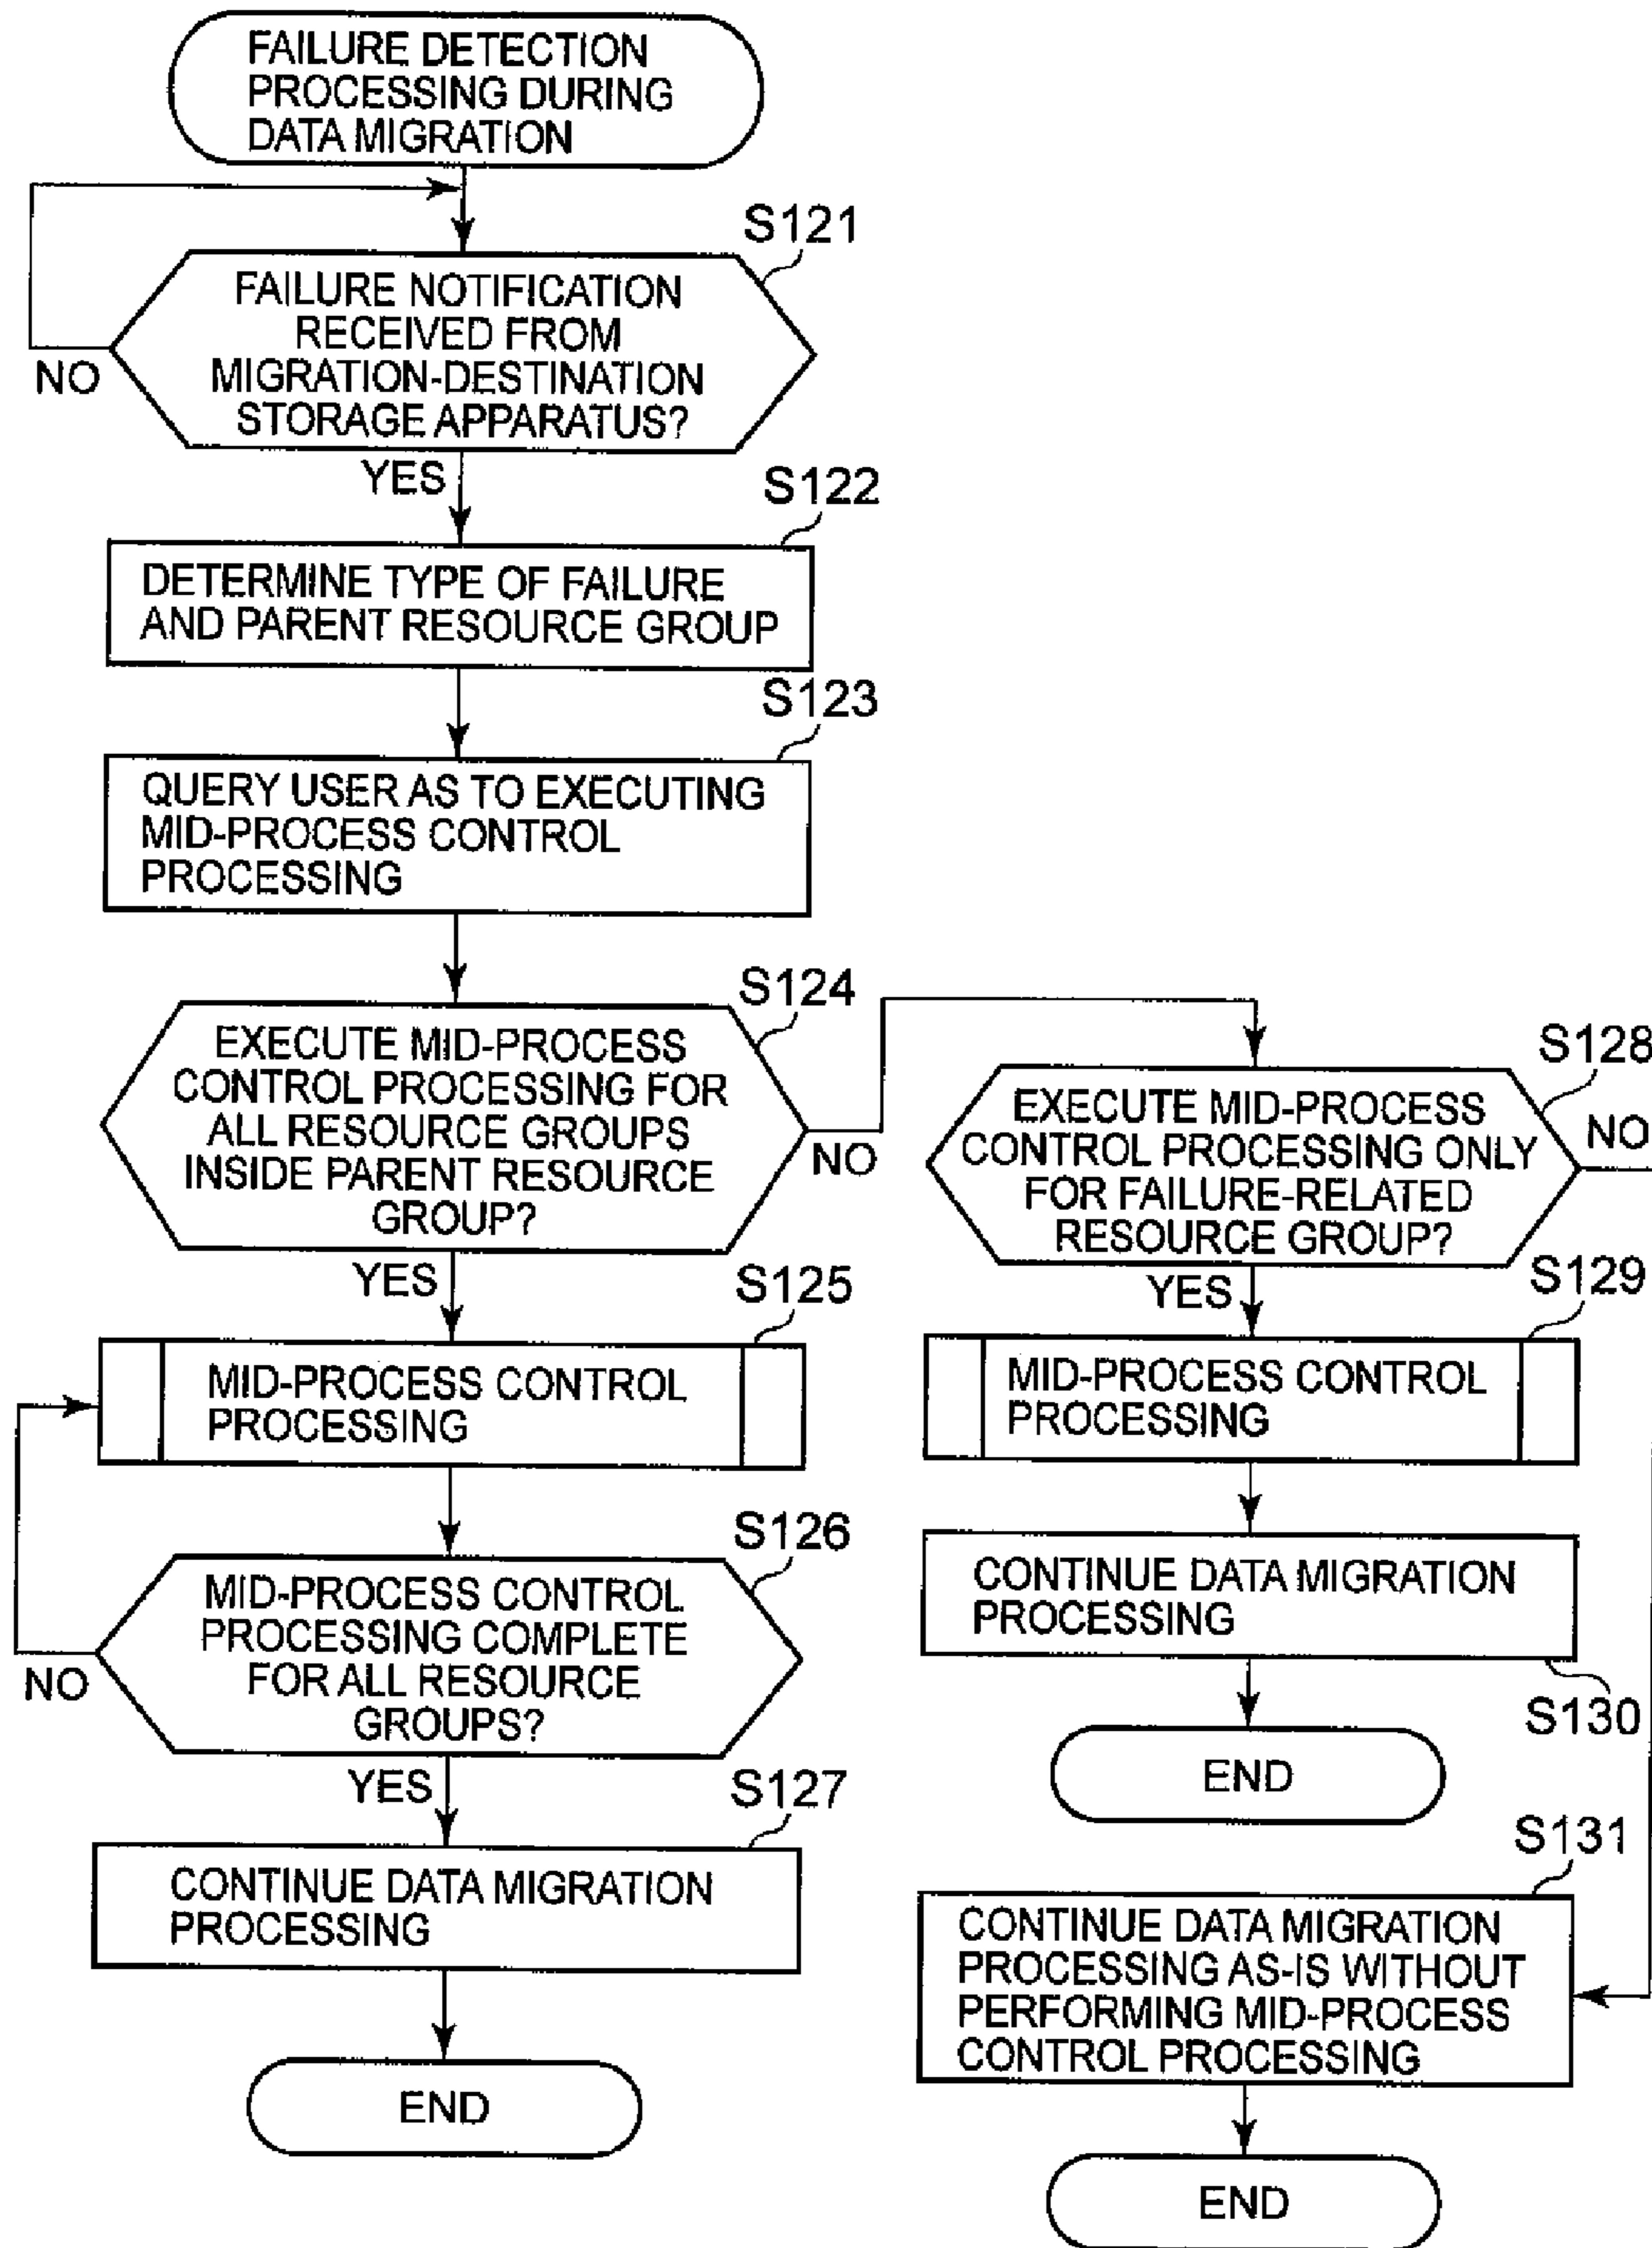 FAILURE DETECTION
PROCESSING DURING
DATA MIGRATION
S121
FAILURE NOTIFICATION
RECEIVED FROM
MIGRATION-DESTINATION
STORAGE APPARATUS?
NO
YES
S122
DETERMINE TYPE OF FAILURE
AND PARENT RESOURCE GROUP
S123
QUERY USER AS TO EXECUTING
MID-PROCESS CONTROL
PROCESSING
S124
EXECUTE MID-PROCESS
CONTROL PROCESSING FOR
ALL RESOURCE GROUPS
INSIDE PARENT RESOURCE
GROUP?
NO
YES
S125
MID-PROCESS CONTROL
PROCESSING
S126
MID-PROCESS CONTROL
PROCESSING COMPLETE
FOR ALL RESOURCE
GROUPS?
NO
YES
S127
CONTINUE DATA MIGRATION
PROCESSING
END
S128
EXECUTE MID-PROCESS
CONTROL PROCESSING ONLY
FOR FAILURE-RELATED
RESOURCE GROUP?
NO
YES
S129
MID-PROCESS CONTROL
PROCESSING
CONTINUE DATA MIGRATION
PROCESSING
S130
END
S131
CONTINUE DATA MIGRATION
PROCESSING AS-IS WITHOUT
PERFORMING MID-PROCESS
CONTROL PROCESSING
END